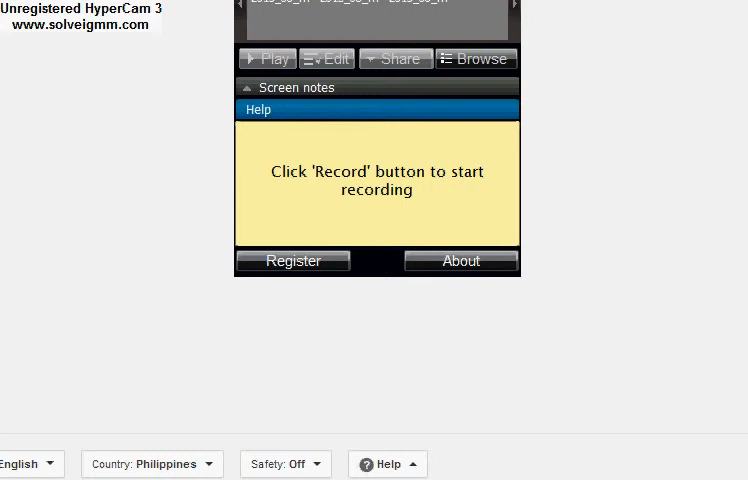 Unregistered HyperCam 3
www.solveigmm.com
Play Edit Share Browse
Screen notes
Help
Click 'Record' button to start
recording
Register About
English Country: Philippines Safety: Off Help